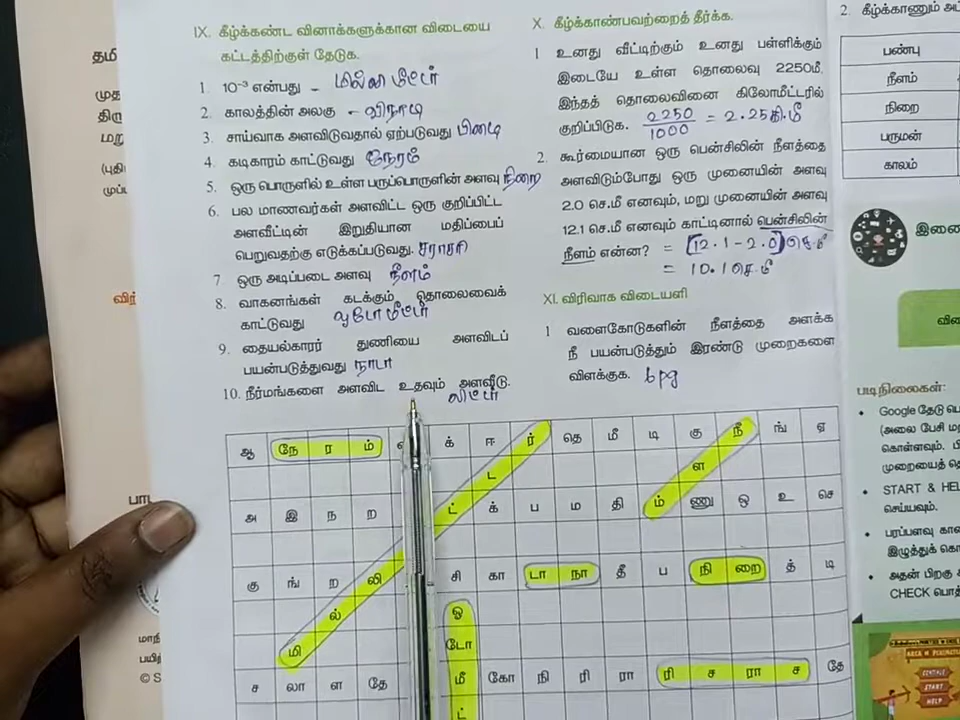 IX. கீழ்க்கண்ட வினாக்களுக்கான விடையை
கட்டத்திற்குள் தேடுக.
1. 10⁻³ என்பது – மில்லி மீட்டர்
2. காலத்தின் அலகு - வினாடி
3. சாய்வாக அளவிடுவதால் ஏற்படுவது பிழை
4. கடிகாரம் காட்டுவது நேரம்
5. ஒரு பொருளில் உள்ள பருப்பொருளின் அளவு நிறை
6. பல மாணவர்கள் அளவிட்ட ஒரு குறிப்பிட்ட
அளவீட்டின் இறுதியான மதிப்பைப்
பெறுவதற்கு எடுக்கப்படுவது. சராசரி
7. ஒரு அடிப்படை அளவு நீளம்
8. வாகனங்கள் கடக்கும் தொலைவைக்
காட்டுவது ஓடோமீட்டர்
9. தையல்காரர் துணியை அளவிடப்
பயன்படுத்துவது நாடா
10. நீர்மங்களை அளவிட உதவும் அளவீடு.
லிட்டர்
X. கீழ்காண்பவற்றைத் தீர்க்க.
1 உனது வீட்டிற்கும் உனது பள்ளிக்கும்
இடையே உள்ள தொலைவு 2250மீ,
இந்தத் தொலைவினை கிலோமீட்டரில்
குறிப்பிடுக. 2250/1000 = 2.25கி.மீ
2. கூர்மையான ஒரு பென்சிலின் நீளத்தை
அளவிடும்போது ஒரு முனையின் அளவு
2.0 செ.மீ எனவும், மறு முனையின் அளவு
12.1 செ.மீ எனவும் காட்டினால் பென்சிலின்
நீளம் என்ன? = [12.1 - 2.0] செ.மீ
= 10.1 செ.மீ
XI. விரிவாக விடையளி
1 வளைகோடுகளின் நீளத்தை அளக்க
நீ பயன்படுத்தும் இரண்டு முறைகளை
விளக்குக. 6pg
ஆ நே ர ம் க் ஈ ர் தெ மீ டி கு நீ ங் ஏ
ட ள
அ இ ந ற ட் க் ப ம தி ம் ணு ஒ உ செ
கு ங் ற லி சி கா டா நா தீ ப நி றை த் டி
ல் ஓ
மி டோ
ச லா ள தே மீ கோ நி ரி ரா ரி ச ரா ச தே
ட்
2. கீழ்க்காணும்
பண்பு
நீளம்
நிறை
பருமன்
காலம்
படிநிலைகள்:
START &
CHECK